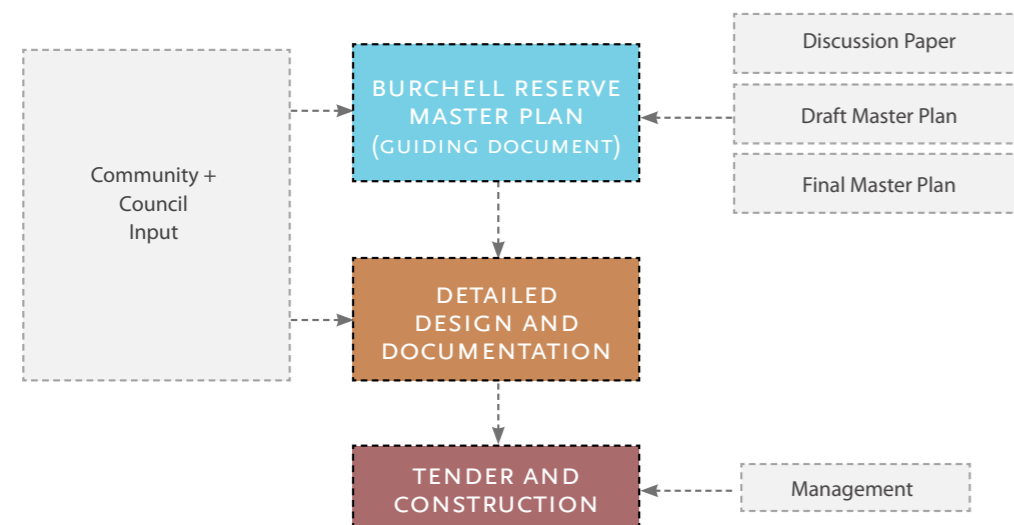 Community +
Council
Input
BURCHELL RESERVE
MASTER PLAN
(GUIDING DOCUMENT)
Discussion Paper
Draft Master Plan
Final Master Plan
DETAILED
DESIGN AND
DOCUMENTATION
TENDER AND
CONSTRUCTION
Management